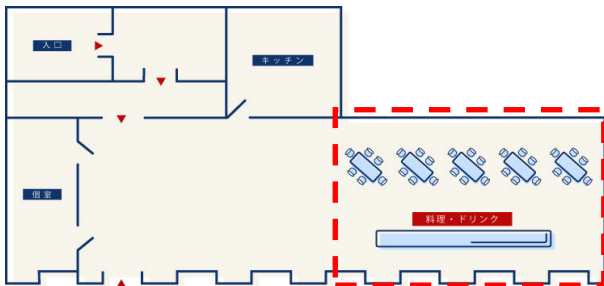 入口
キッチン
個室
料理・ドリンク